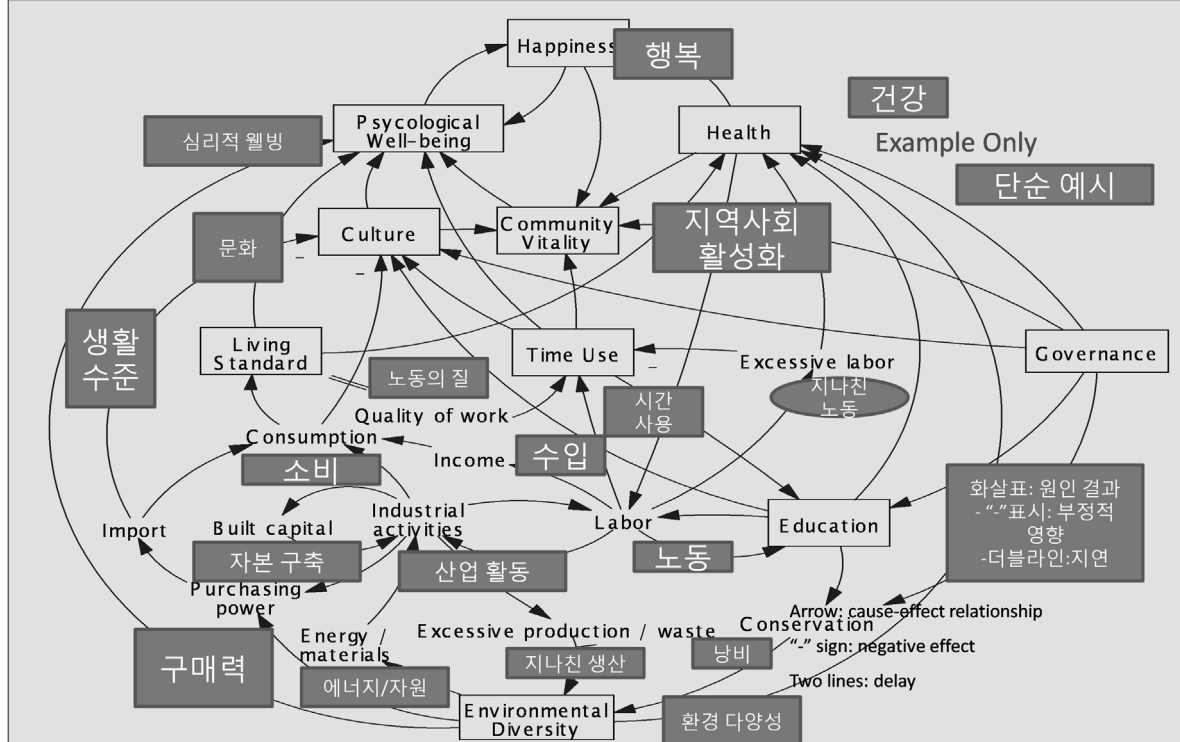 Happiness
행복
건강
심리적 웰빙
Psycological
Well-being
Health
Example Only
단순 예시
문화
Culture
Community
Vitality
지역사회
활성화
–
–
생활
수준
Living
Standard
노동의 질
Time Use
–
Excessive labor
지나친
노동
Governance
Quality of work
시간
사용
Consumption
소비
Income
수입
화살표: 원인 결과
- “-”표시: 부정적
영향
-더블라인:지연
Import
Built capital
자본 구축
Industrial
activities
산업 활동
Labor
노동
Education
Purchasing
power
구매력
Energy /
materials
에너지/자원
Excessive production / waste
지나친 생산
낭비
Conservation
Arrow: cause-effect relationship
“-” sign: negative effect
Two lines: delay
Environmental
Diversity
환경 다양성